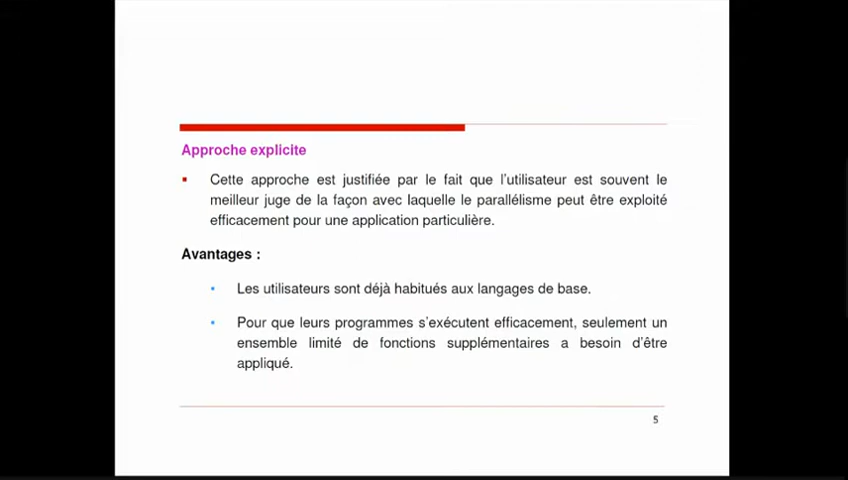 Approche explicite
Cette approche est justifiée par le fait que l'utilisateur est souvent le
meilleur juge de la façon avec laquelle le parallélisme peut être exploité
efficacement pour une application particulière.
Avantages :
Les utilisateurs sont déjà habitués aux langages de base.
Pour que leurs programmes s'exécutent efficacement, seulement un
ensemble limité de fonctions supplémentaires a besoin d'être
appliqué.
5